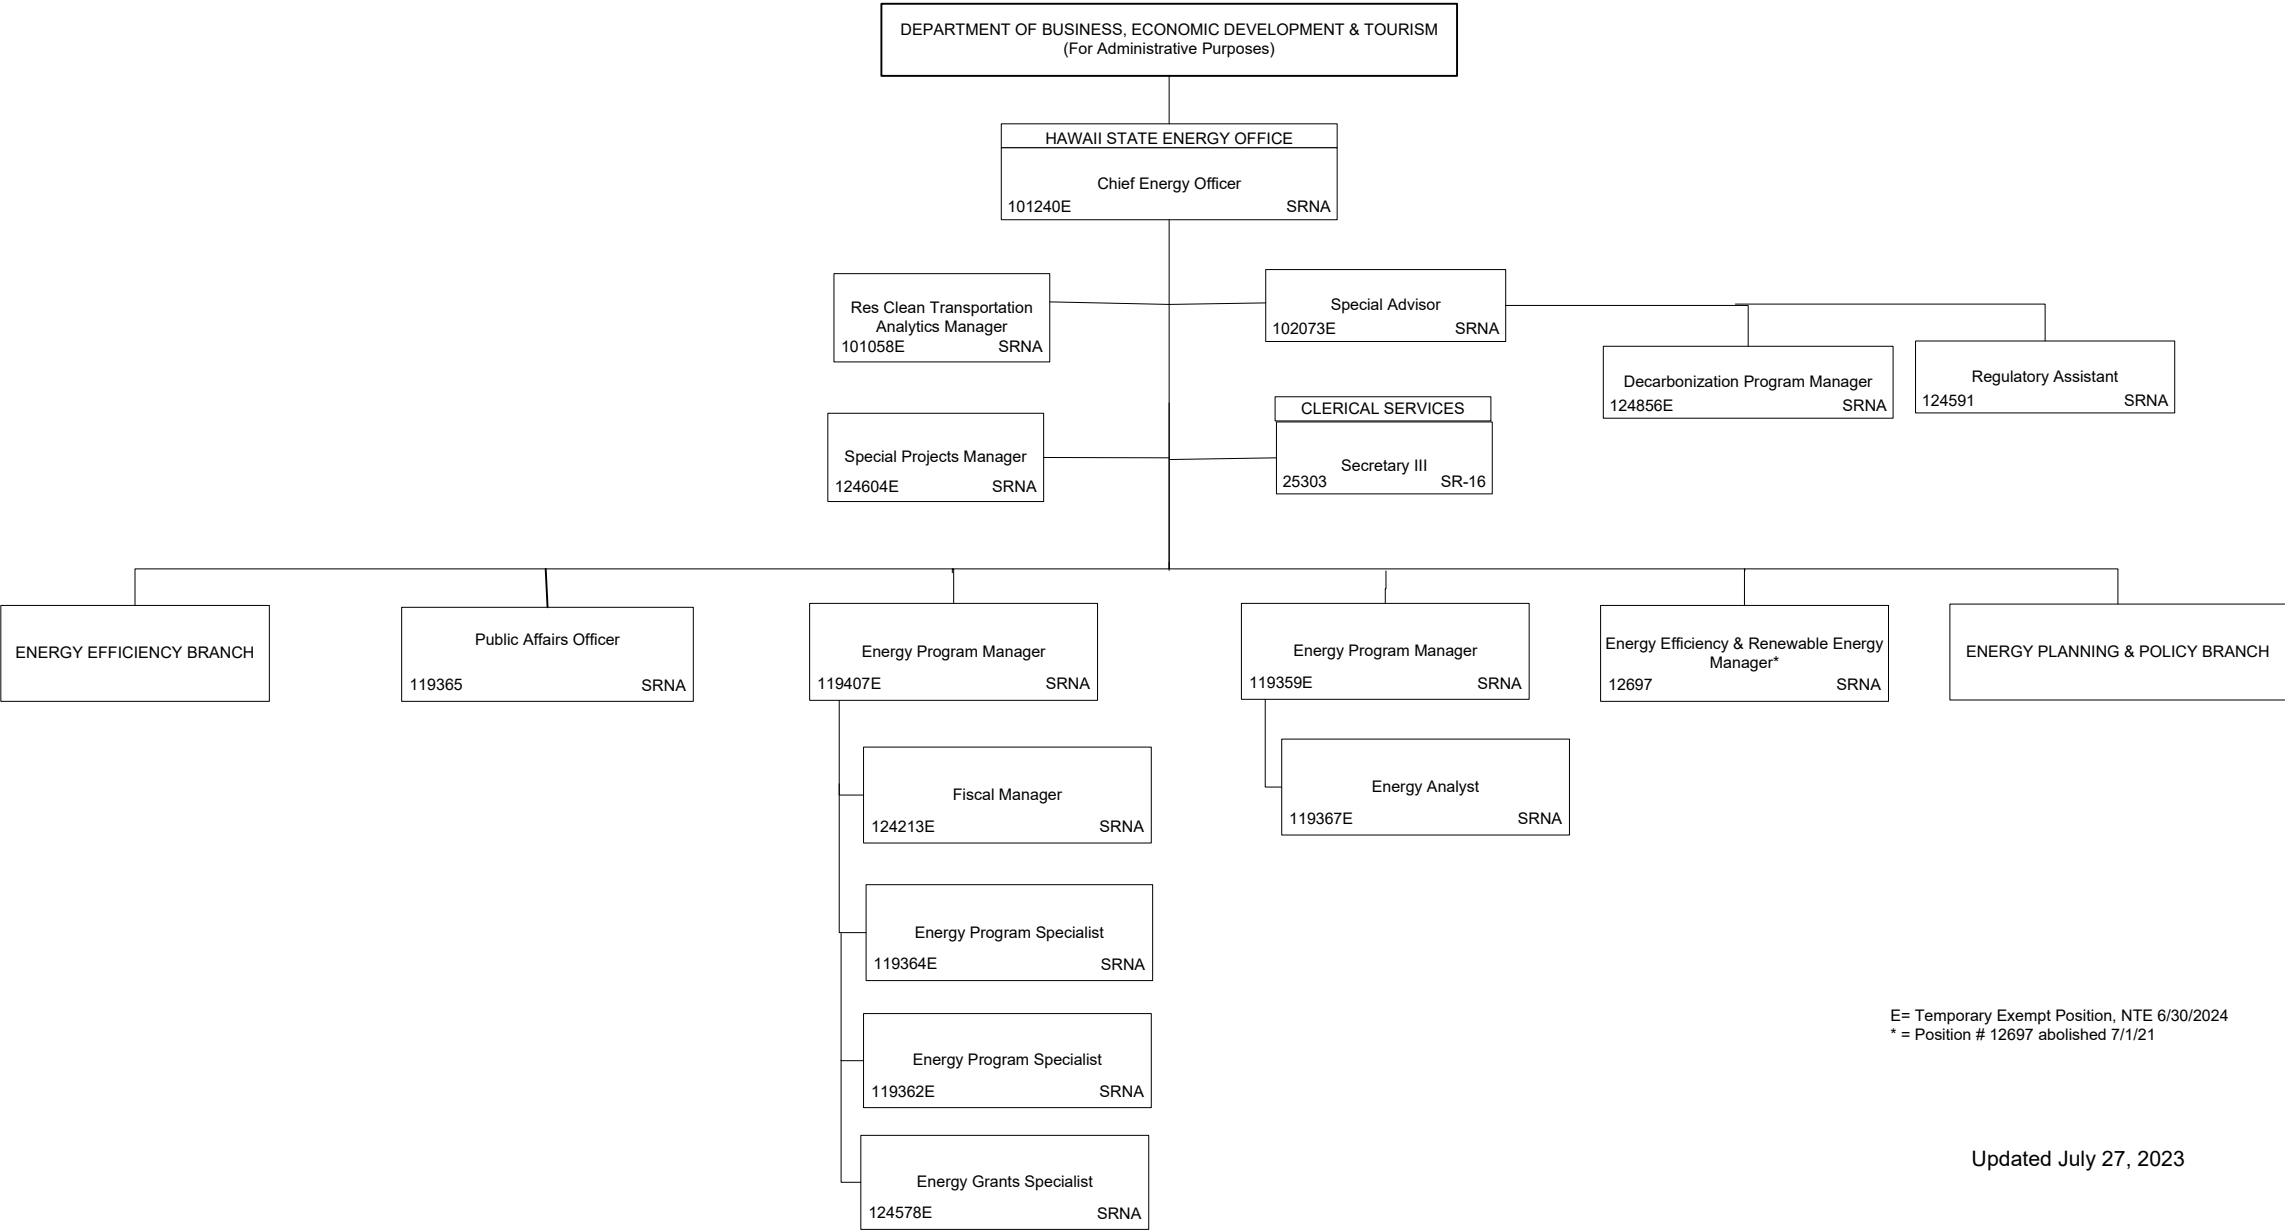 DEPARTMENT OF BUSINESS, ECONOMIC DEVELOPMENT & TOURISM
(For Administrative Purposes)
HAWAII STATE ENERGY OFFICE
Chief Energy Officer
101240E SRNA
Res Clean Transportation
Analytics Manager
101058E SRNA
Special Advisor
102073E SRNA
Decarbonization Program Manager
124856E SRNA
Regulatory Assistant
124591 SRNA
Special Projects Manager
124604E SRNA
CLERICAL SERVICES
Secretary III
25303 SR-16
ENERGY EFFICIENCY BRANCH
Public Affairs Officer
119365 SRNA
Energy Program Manager
119407E SRNA
Energy Program Manager
119359E SRNA
Energy Efficiency & Renewable Energy
Manager*
12697 SRNA
ENERGY PLANNING & POLICY BRANCH
Fiscal Manager
124213E SRNA
Energy Analyst
119367E SRNA
Energy Program Specialist
119364E SRNA
Energy Program Specialist
119362E SRNA
Energy Grants Specialist
124578E SRNA
E= Temporary Exempt Position, NTE 6/30/2024
* = Position # 12697 abolished 7/1/21
Updated July 27, 2023